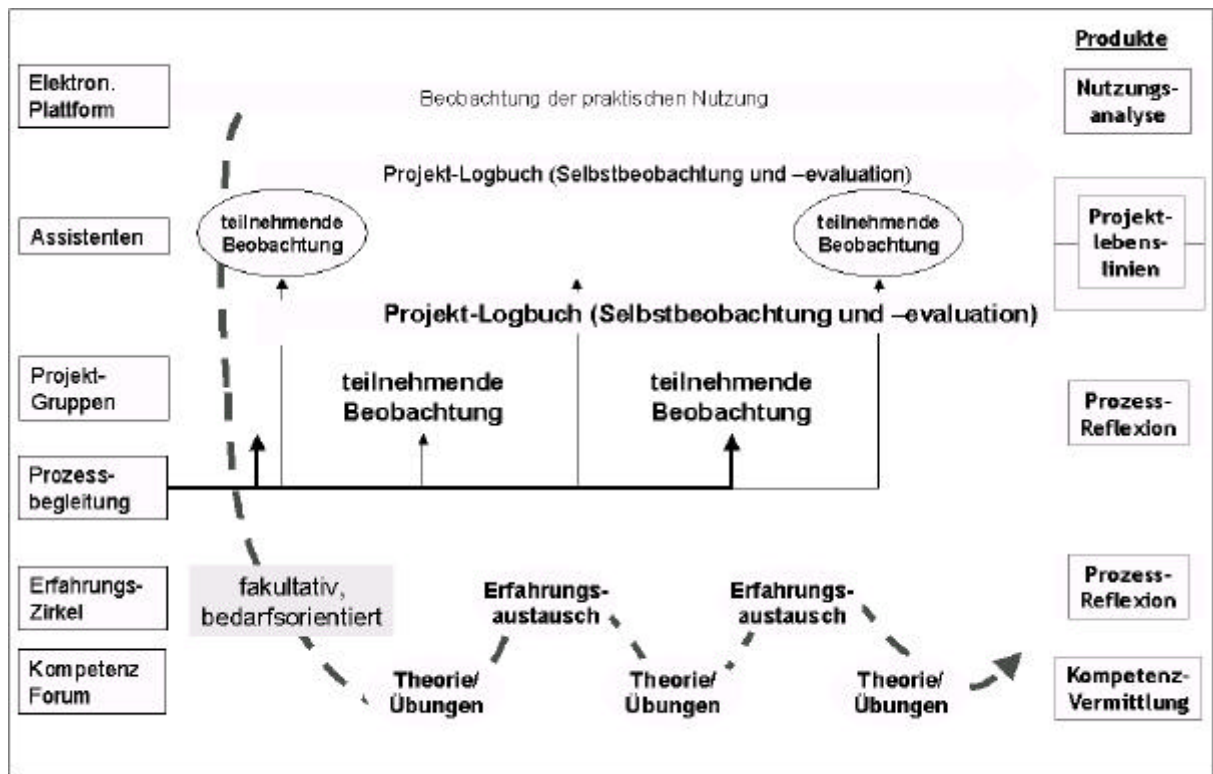 Produkte
Elektron.
Plattform
Beobachtung der praktischen Nutzung
Nutzungs-
analyse
Projekt-Logbuch (Selbstbeobachtung und –evaluation)
Assistenten
teilnehmende
Beobachtung
teilnehmende
Beobachtung
Projekt-
lebens-
linien
Projekt-Logbuch (Selbstbeobachtung und –evaluation)
Projekt-
Gruppen
teilnehmende
Beobachtung
teilnehmende
Beobachtung
Prozess-
Reflexion
Prozess-
begleitung
Erfahrungs-
Zirkel
fakultativ,
bedarfsorientiert
Erfahrungs-
austausch
Erfahrungs-
austausch
Prozess-
Reflexion
Kompetenz
Forum
Theorie/
Übungen
Theorie/
Übungen
Theorie/
Übungen
Kompetenz-
Vermittlung